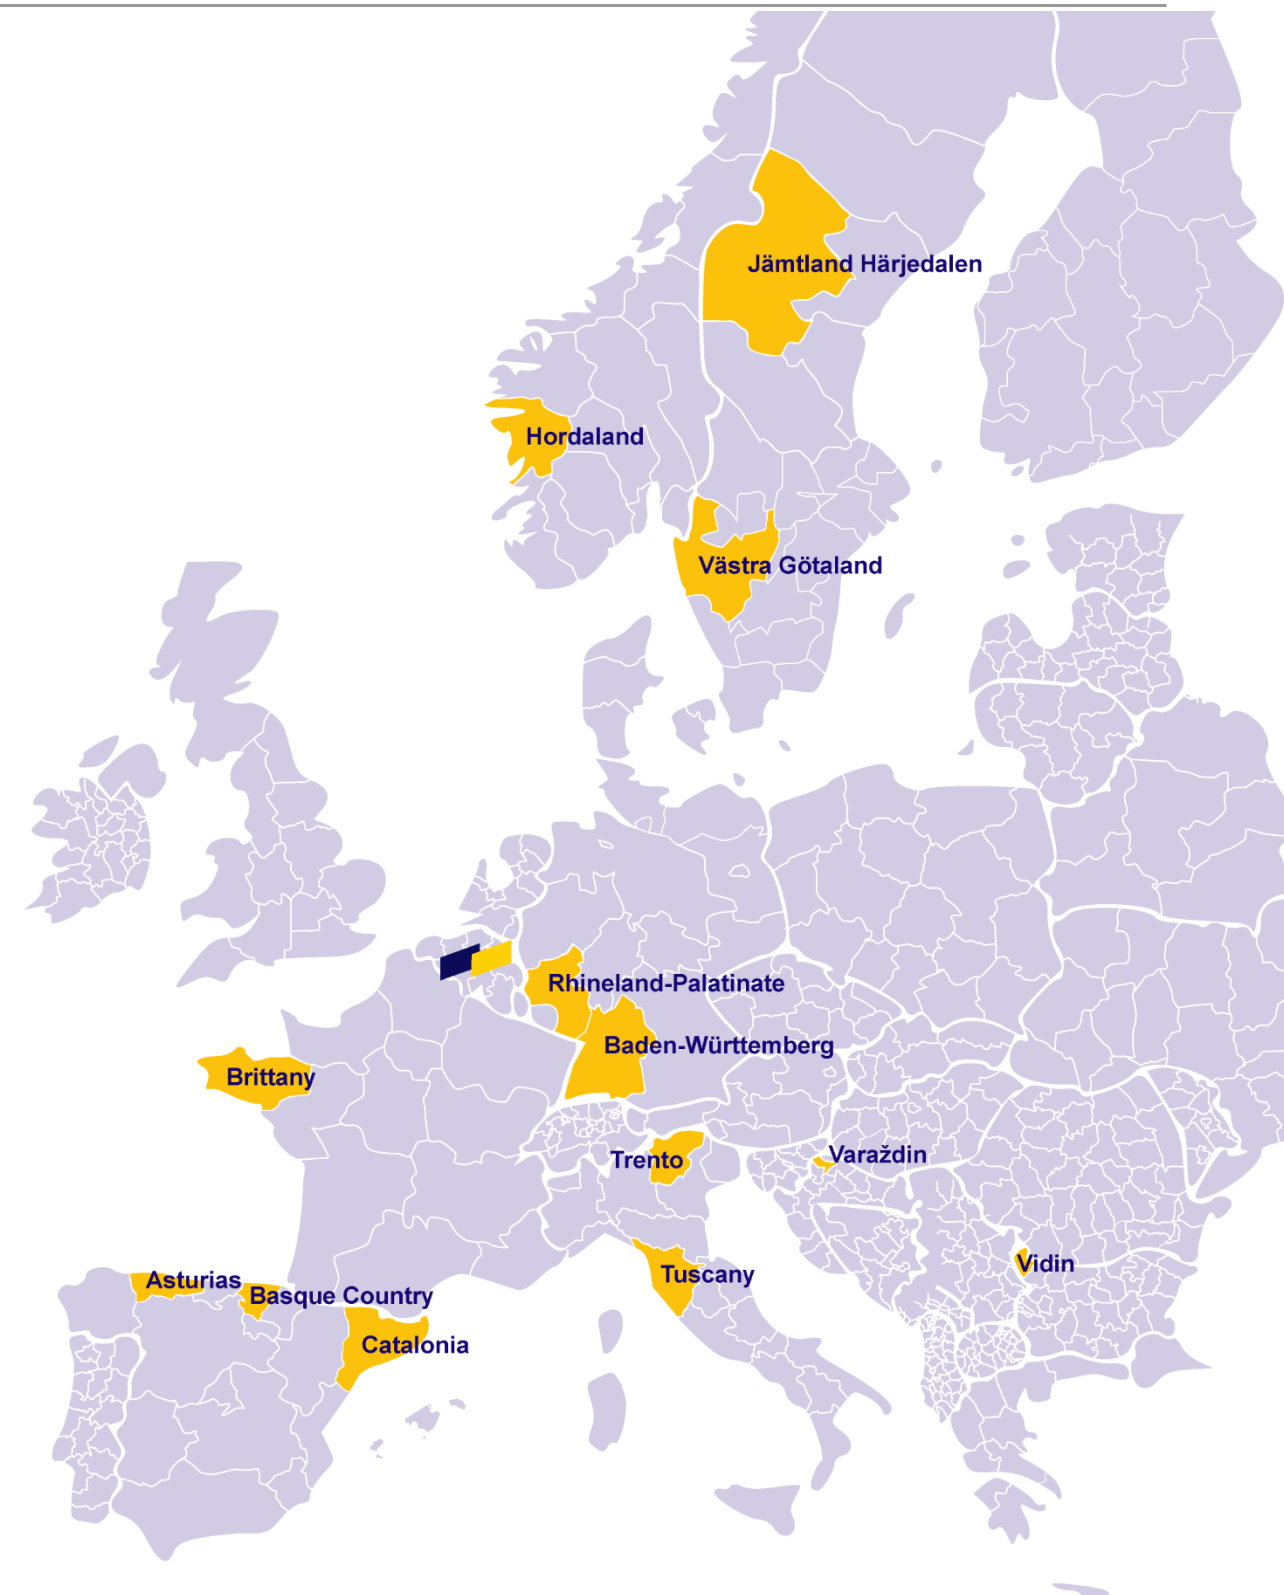 Jämtland Härjedalen
Hordaland
Västra Götaland
Rhineland-Palatinate
Baden-Württemberg
Brittany
Trento
Varaždin
Vidin
Tuscany
Asturias
Basque Country
Catalonia